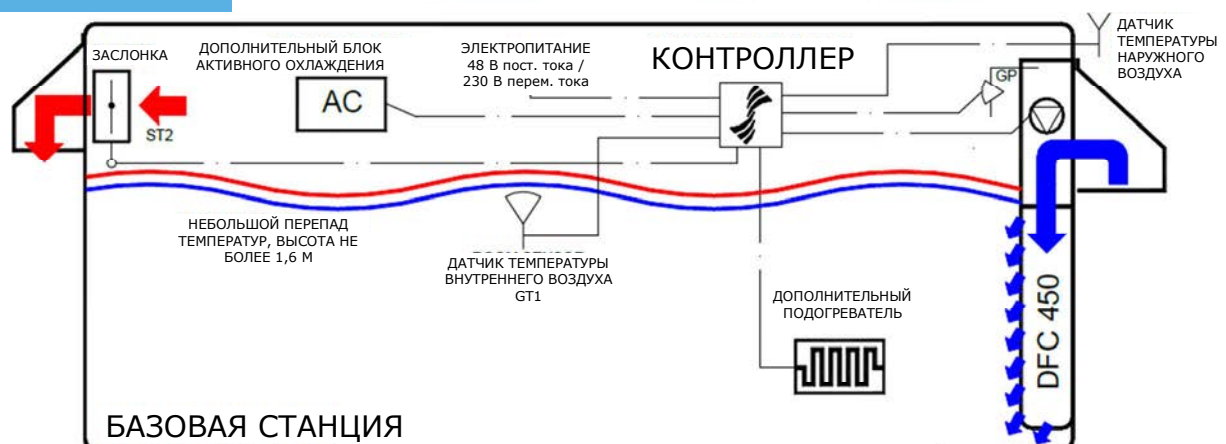 ЗАСЛОНКА
ST2
ДОПОЛНИТЕЛЬНЫЙ БЛОК
АКТИВНОГО ОХЛАЖДЕНИЯ
AC
ЭЛЕКТРОПИТАНИЕ
48 В пост. тока /
230 В перем. тока
КОНТРОЛЛЕР
ДАТЧИК
ТЕМПЕРАТУРЫ
НАРУЖНОГО
ВОЗДУХА
GP
НЕБОЛЬШОЙ ПЕРЕПАД
ТЕМПЕРАТУР, ВЫСОТА НЕ
БОЛЕЕ 1,6 М
ДАТЧИК ТЕМПЕРАТУРЫ
ВНУТРЕННЕГО ВОЗДУХА
GT1
ДОПОЛНИТЕЛЬНЫЙ
ПОДОГРЕВАТЕЛЬ
DFC 450
БАЗОВАЯ СТАНЦИЯ